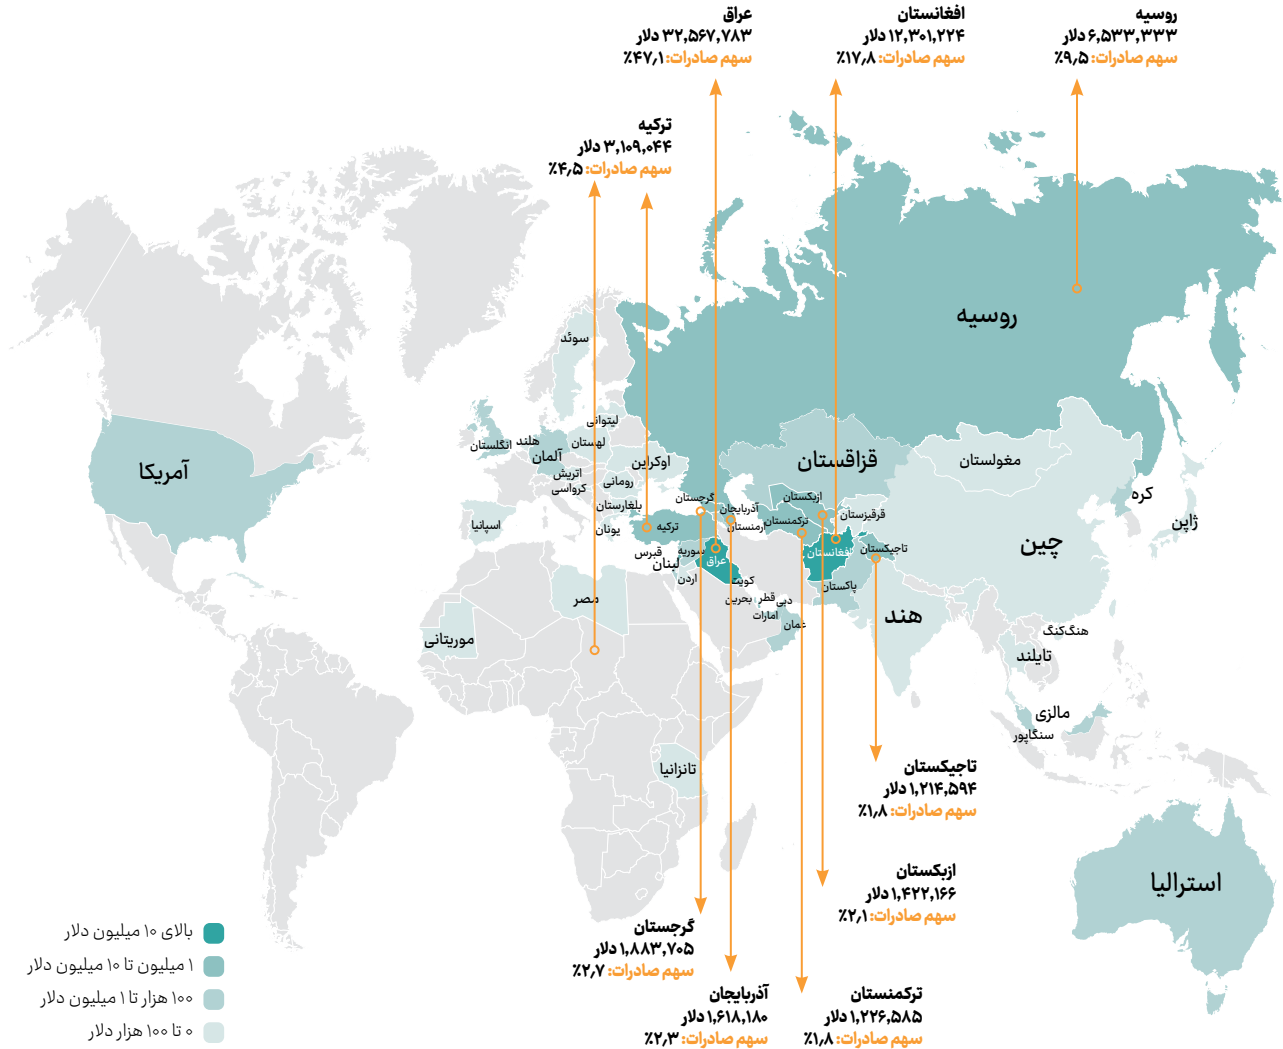 روسیه
۶,۵۳۳,۳۳۳ دلار
سهم صادرات: ۹٫۵٪
افغانستان
۱۲,۳۰۱,۲۲۴ دلار
سهم صادرات: ۱۷٫۸٪
عراق
۳۲,۵۶۷,۷۸۳ دلار
سهم صادرات: ۴۷٫۱٪
ترکیه
۳,۱۰۹,۰۴۴ دلار
سهم صادرات: ۴٫۵٪
روسیه
سوئد
لیتوانی
لهستان
هلند
انگلستان
آلمان
اتریش
کرواسی
اوکراین
رومانی
بلغارستان
یونان
اسپانیا
آمریکا
قزاقستان
مغولستان
کره
ژاپن
چین
گرجستان
آذربایجان
ارمنستان
ازبکستان
ترکمنستان
قرقیزستان
تاجیکستان
افغانستان
ترکیه
قبرس
سوریه
لبنان
عراق
اردن
کویت
بحرین
قطر
دبی
امارات
عمان
پاکستان
هند
مصر
موریتانی
تانزانیا
هنگ‌کنگ
تایلند
مالزی
سنگاپور
استرالیا
تاجیکستان
۱,۲۱۴,۵۹۴ دلار
سهم صادرات: ۱٫۸٪
ازبکستان
۱,۴۲۲,۱۶۶ دلار
سهم صادرات: ۲٫۱٪
گرجستان
۱,۸۸۳,۷۰۵ دلار
سهم صادرات: ۲٫۷٪
ترکمنستان
۱,۲۲۶,۵۸۵ دلار
سهم صادرات: ۱٫۸٪
آذربایجان
۱,۶۱۸,۱۸۰ دلار
سهم صادرات: ۲٫۳٪
بالای ۱۰ میلیون دلار
۱ میلیون تا ۱۰ میلیون دلار
۱۰۰ هزار تا ۱ میلیون دلار
۰ تا ۱۰۰ هزار دلار